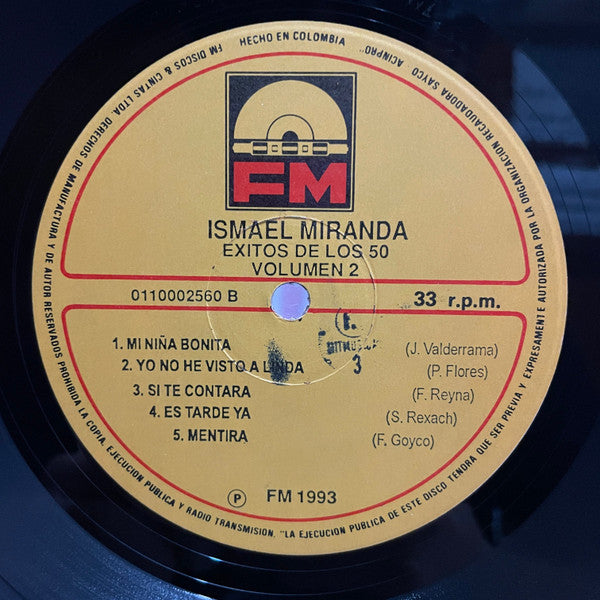 FM DISCOS & CINTAS LTDA. DERECHOS DE MANUFACTURA Y DE AUTOR RESERVADOS PROHIBIDA LA COPIA, EJECUCION PUBLICA Y RADIO TRANSMISION. "LA EJECUCION PUBLICA DE ESTE DISCO TENDRA QUE SER PREVIA Y EXPRESAMENTE AUTORIZADA POR LA ORGANIZACION RECAUDADORA SAYCO ACINPRO"
HECHO EN COLOMBIA
FM
ISMAEL MIRANDA
EXITOS DE LOS 50
VOLUMEN 2
0110002560 B 33 r.p.m.
1. MI NIÑA BONITA (J. Valderrama)
2. YO NO HE VISTO A LINDA (P. Flores)
3. SI TE CONTARA (F. Reyna)
4. ES TARDE YA (S. Rexach)
5. MENTIRA (F. Goyco)
3
Ⓟ FM 1993